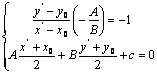 { (y' - y₀)/(x' - x₀) (-A/B) = -1
A (x' + x₀)/2 + B (y' + y₀)/2 + c = 0